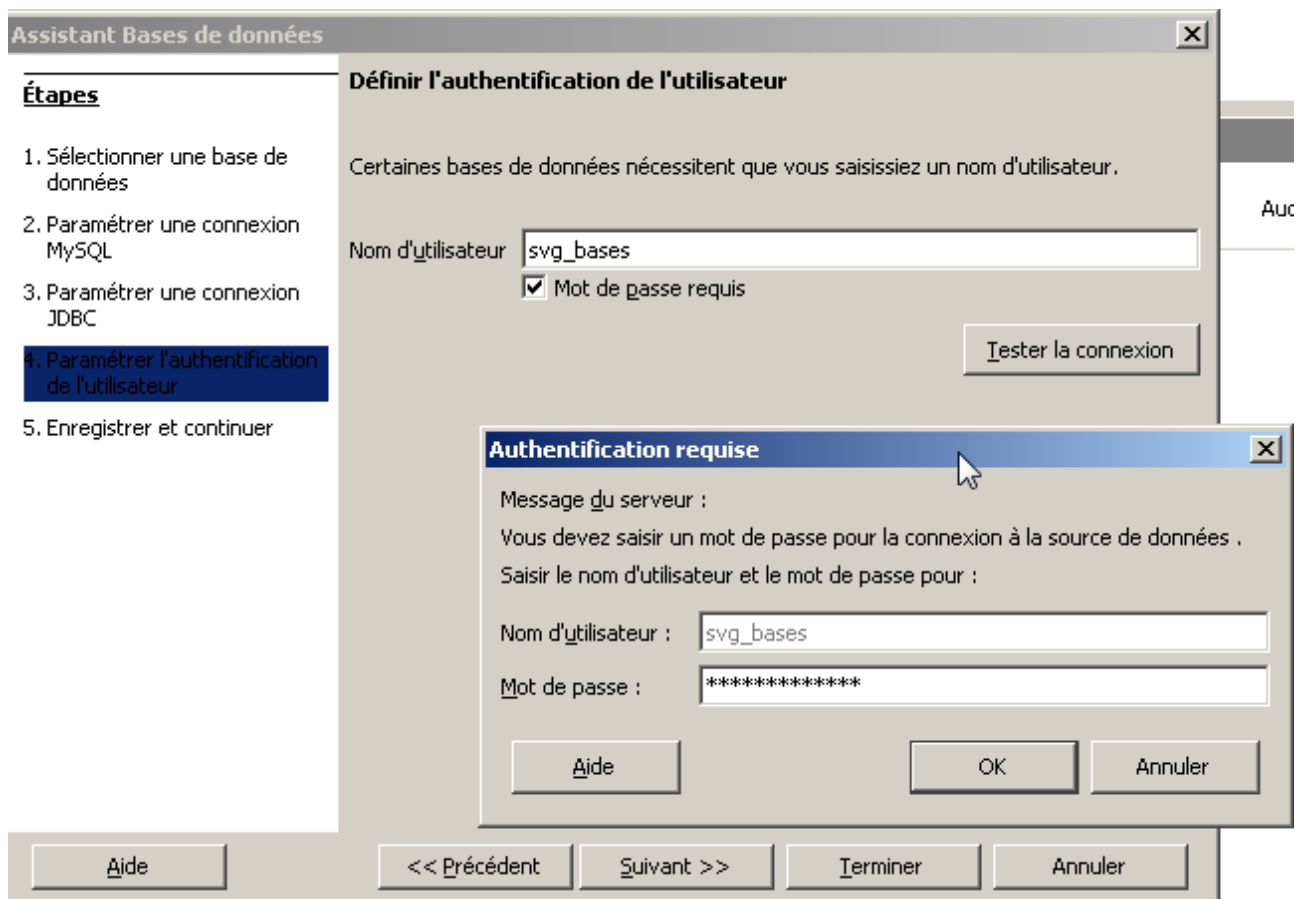 Assistant Bases de données
Étapes
1. Sélectionner une base de
données
2. Paramétrer une connexion
MySQL
3. Paramétrer une connexion
JDBC
4. Paramétrer l'authentification
de l'utilisateur
5. Enregistrer et continuer
Définir l'authentification de l'utilisateur
Certaines bases de données nécessitent que vous saisissiez un nom d'utilisateur.
Nom d'utilisateur svg_bases
Mot de passe requis
Tester la connexion
Authentification requise
Message du serveur :
Vous devez saisir un mot de passe pour la connexion à la source de données .
Saisir le nom d'utilisateur et le mot de passe pour :
Nom d'utilisateur : svg_bases
Mot de passe : *************
Aide OK Annuler
Aide << Précédent Suivant >> Terminer Annuler